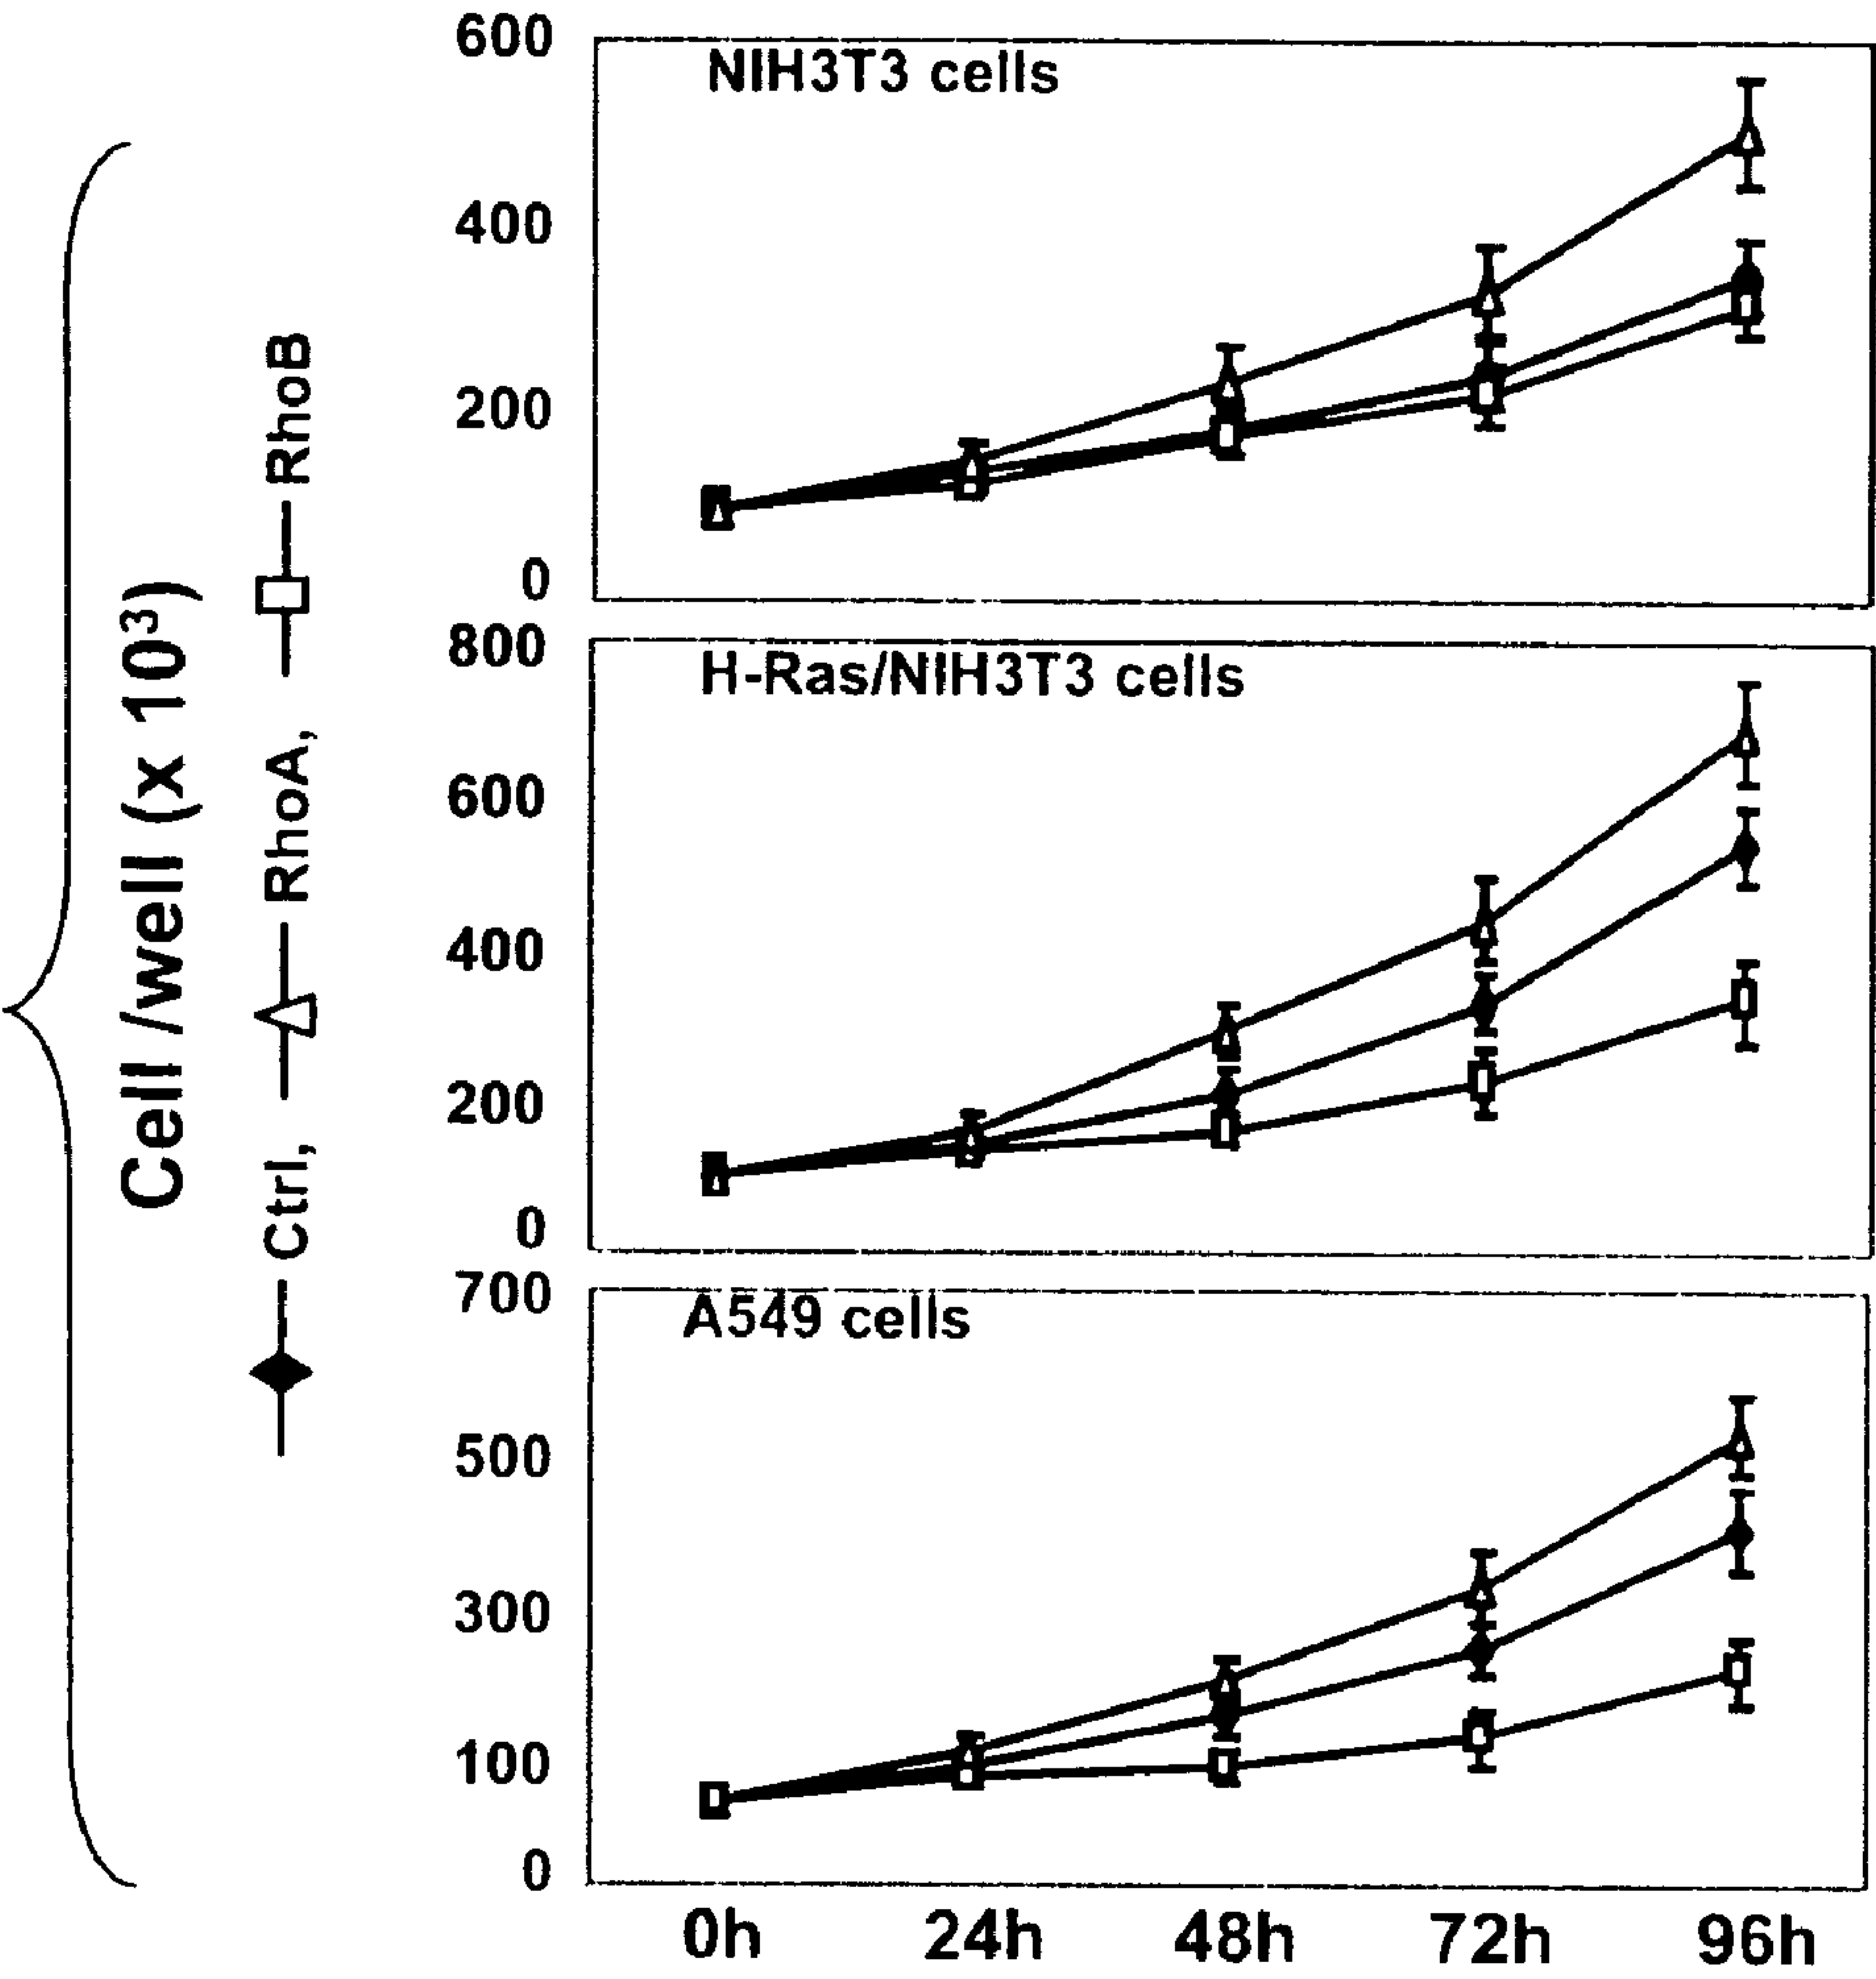 Cell /well (x 10³)
Ctrl, RhoA, RhoB
600
NIH3T3 cells
400
200
0
800
H-Ras/NIH3T3 cells
600
400
200
0
700
A549 cells
500
300
100
0
0h 24h 48h 72h 96h